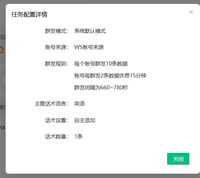 任务配置详情
群发模式: 系统默认模式
账号来源: WS账号来源
群发规则: 每个账号群发10条数据
账号每群发2条数据休息15分钟
群发间隔为660~780秒
主题话术语言: 英语
话术设置: 自主添加
话术数量: 1条
关闭